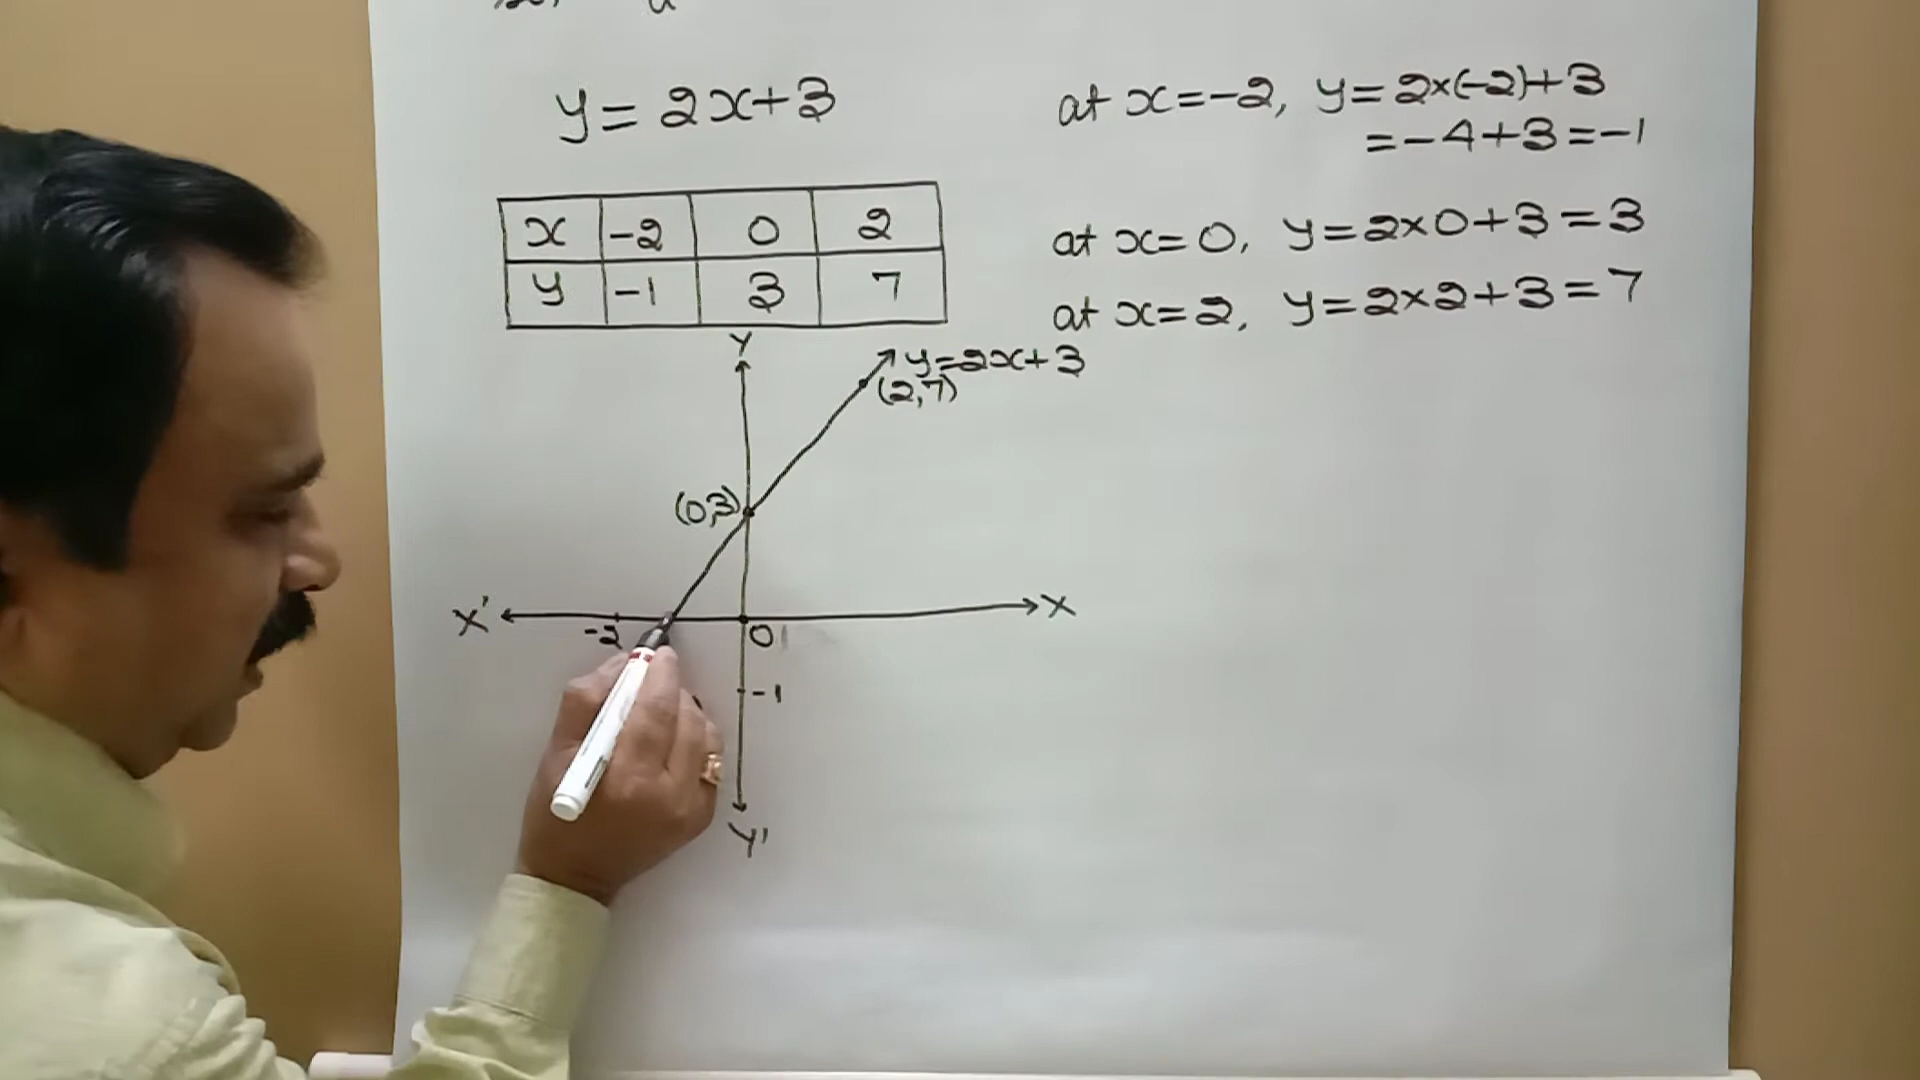 y = 2x+3
x -2 0 2
y -1 3 7
at x=-2, y=2×(-2)+3
=-4+3=-1
at x=0, y=2×0+3=3
at x=2, y=2×2+3=7
Y
y=2x+3
(2,7)
(0,3)
X' X
-2 0
-1
Y'